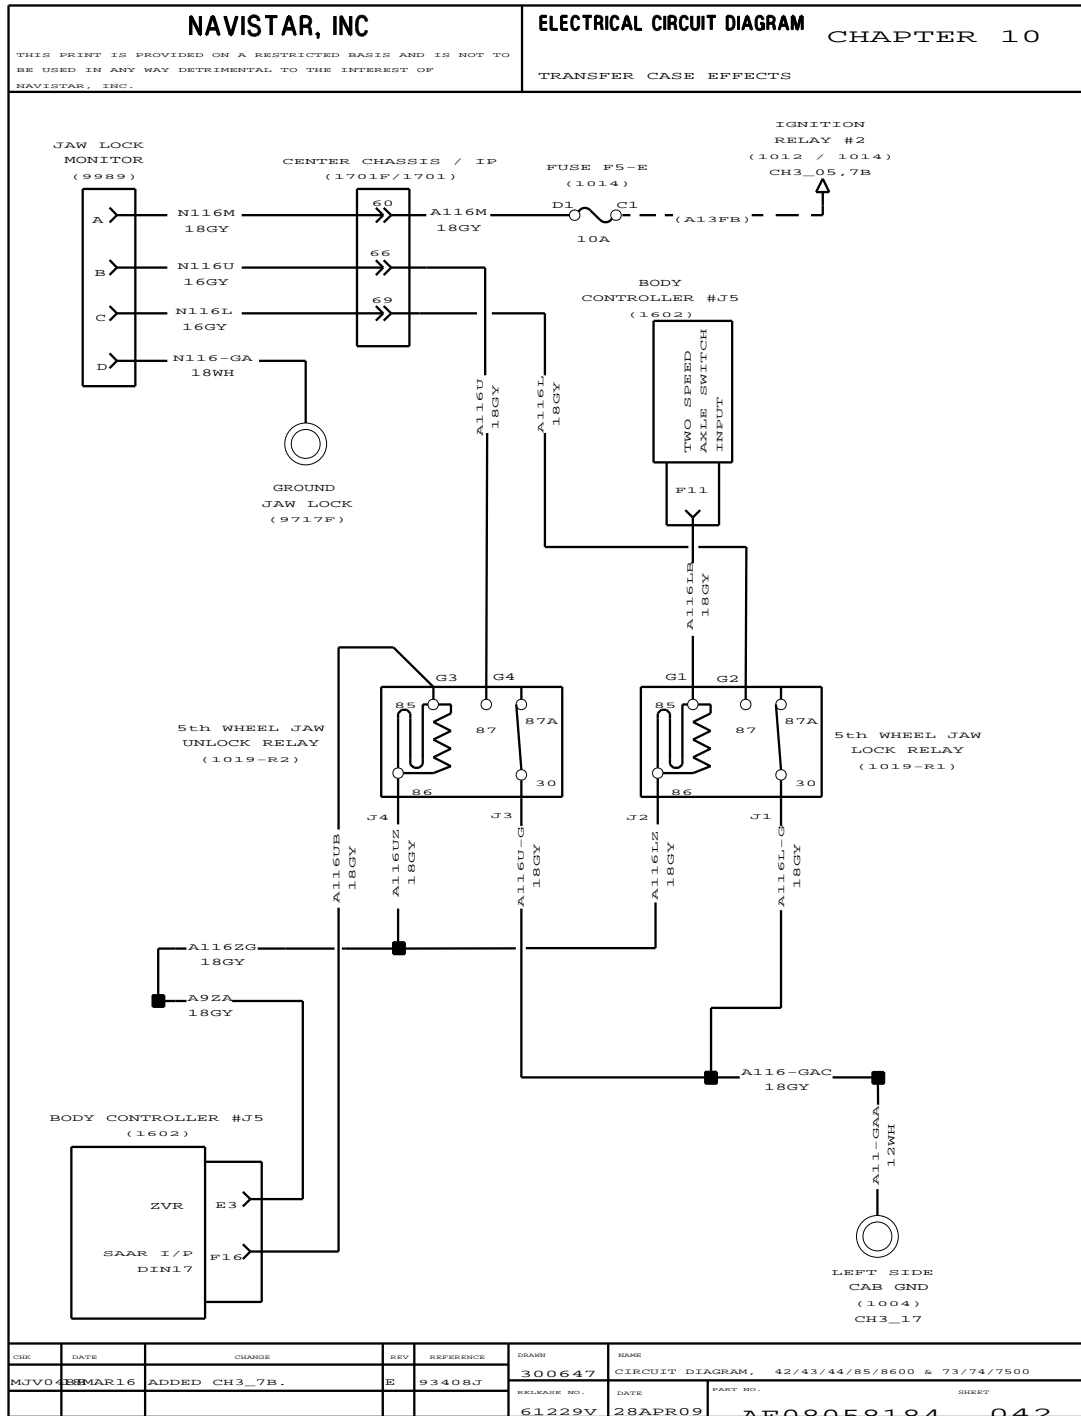 NAVISTAR, INC
THIS PRINT IS PROVIDED ON A RESTRICTED BASIS AND IS NOT TO
BE USED IN ANY WAY DETRIMENTAL TO THE INTEREST OF
NAVISTAR, INC.
ELECTRICAL CIRCUIT DIAGRAM
CHAPTER 10
TRANSFER CASE EFFECTS
JAW LOCK
MONITOR
(9989)
CENTER CHASSIS / IP
(1701F/1701)
FUSE F5-E
(1014)
IGNITION
RELAY #2
(1012 / 1014)
CH3_05,7B
A
N116M
18GY
60
A116M
18GY
D1
C1
10A
(A13FB)
B
N116U
16GY
66
C
N116L
16GY
69
D
N116-GA
18WH
GROUND
JAW LOCK
(9717F)
A116U
18GY
A116L
18GY
BODY
CONTROLLER #J5
(1602)
TWO SPEED
AXLE SWITCH
INPUT
F11
A116LB
18GY
5th WHEEL JAW
UNLOCK RELAY
(1019-R2)
G3
G4
85
87
87A
86
30
J4
J3
G1
G2
85
87
87A
86
30
J2
J1
5th WHEEL JAW
LOCK RELAY
(1019-R1)
A116UB
18GY
A116UZ
18GY
A116U-G
18GY
A116LZ
18GY
A116L-G
18GY
A116ZG
18GY
A9ZA
18GY
A116-GAC
18GY
A11-GAA
12WH
BODY CONTROLLER #J5
(1602)
ZVR
E3
SAAR I/P
DIN17
F16
LEFT SIDE
CAB GND
(1004)
CH3_17
CHK
DATE
CHANGE
REV
REFERENCE
DRAWN
NAME
ADDED CH3_7B.
E
93408J
300647
CIRCUIT DIAGRAM, 42/43/44/85/8600 & 73/74/7500
RELEASE NO.
DATE
PART NO.
SHEET
61229V
28APR09